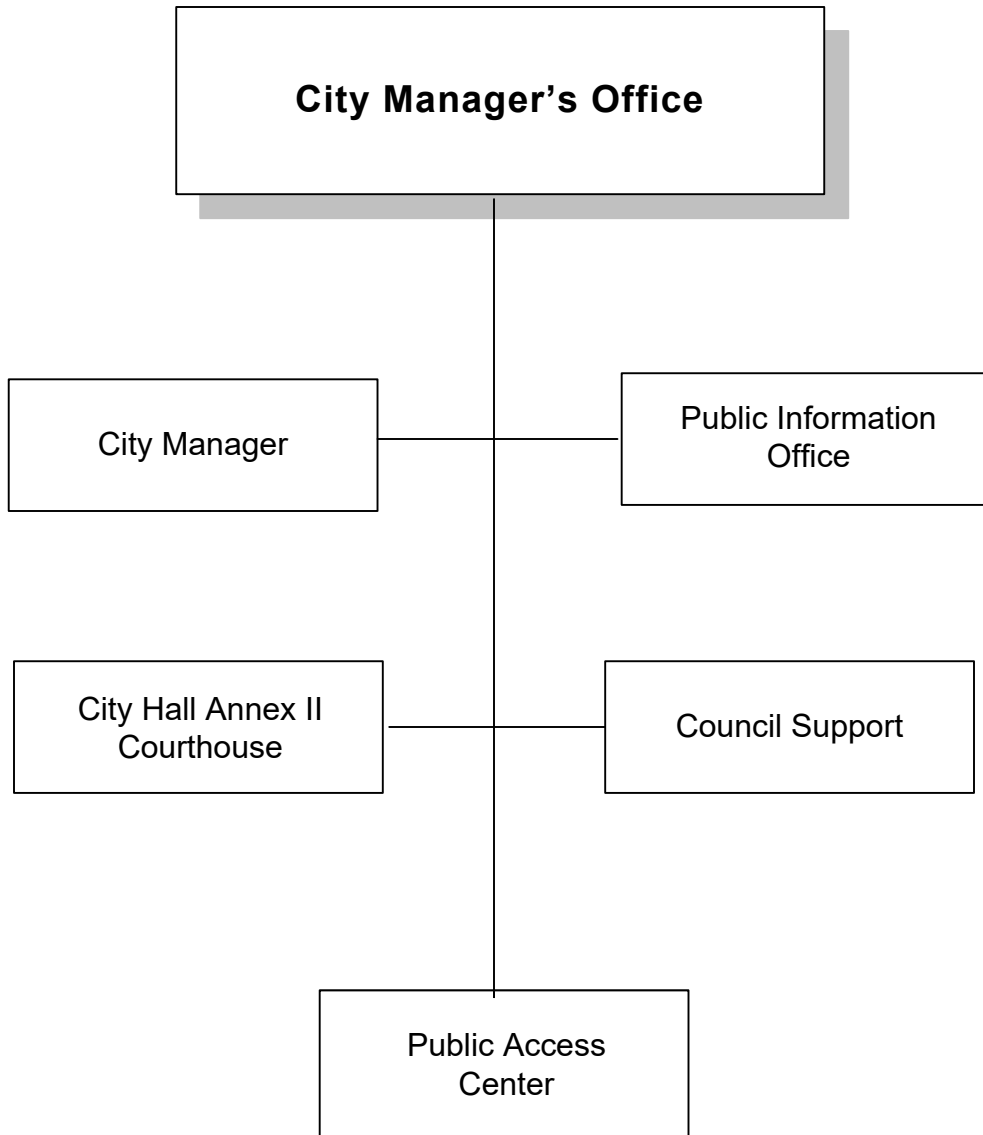 City Manager’s Office
City Manager
Public Information
Office
City Hall Annex II
Courthouse
Council Support
Public Access
Center